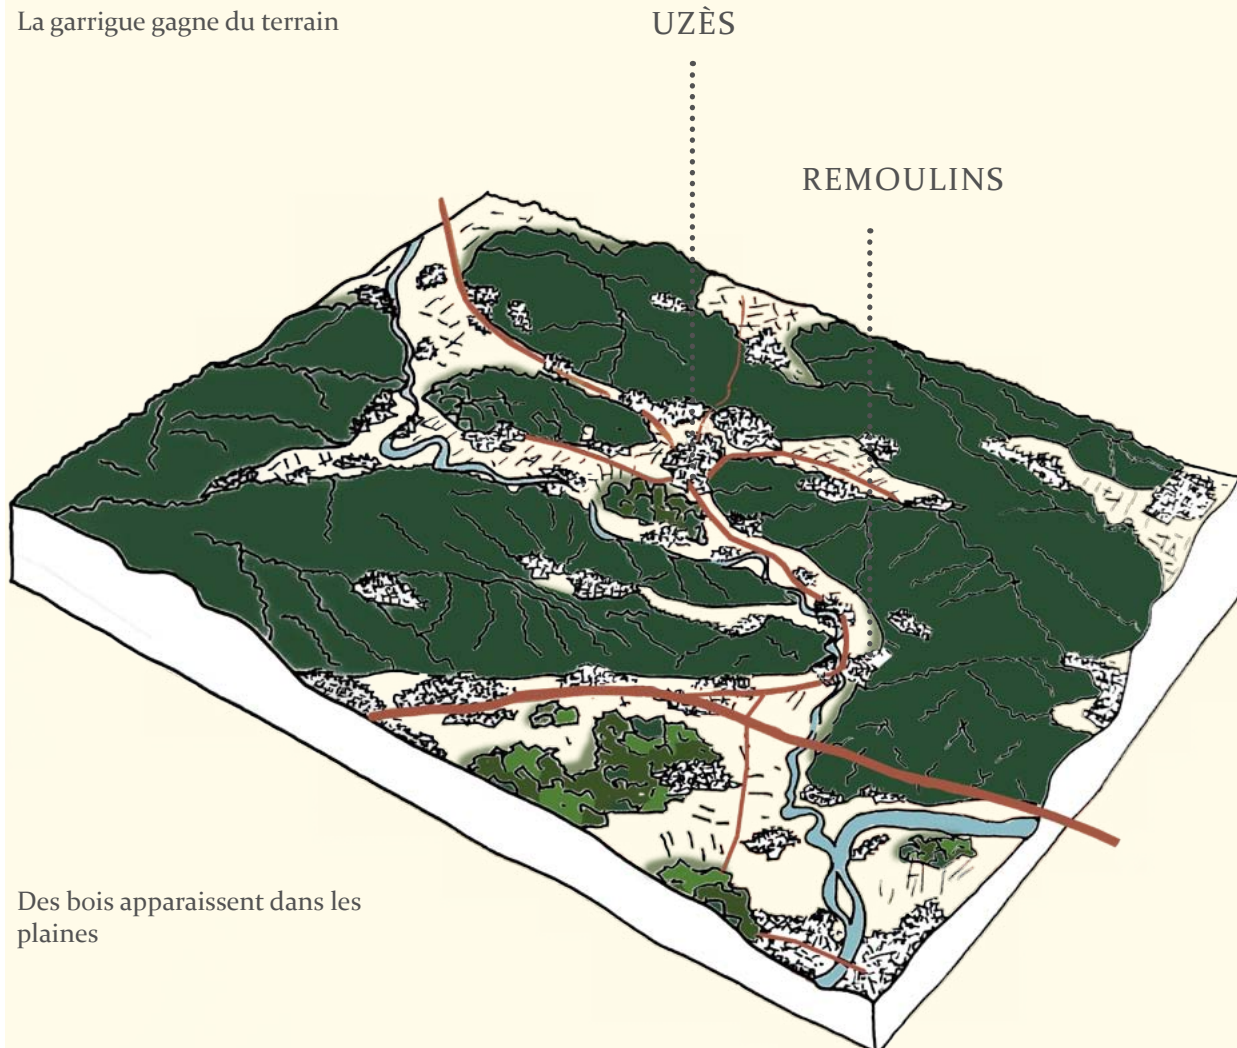 La garrigue gagne du terrain
UZÈS
REMOULINS
Des bois apparaissent dans les
plaines